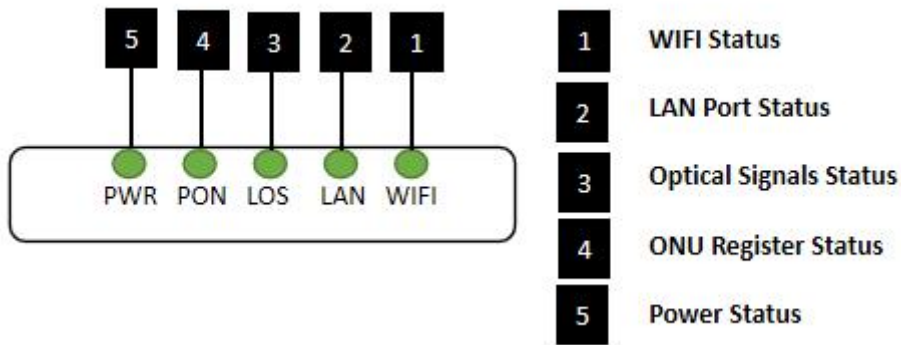 5 4 3 2 1
PWR PON LOS LAN WIFI
1 WIFI Status
2 LAN Port Status
3 Optical Signals Status
4 ONU Register Status
5 Power Status